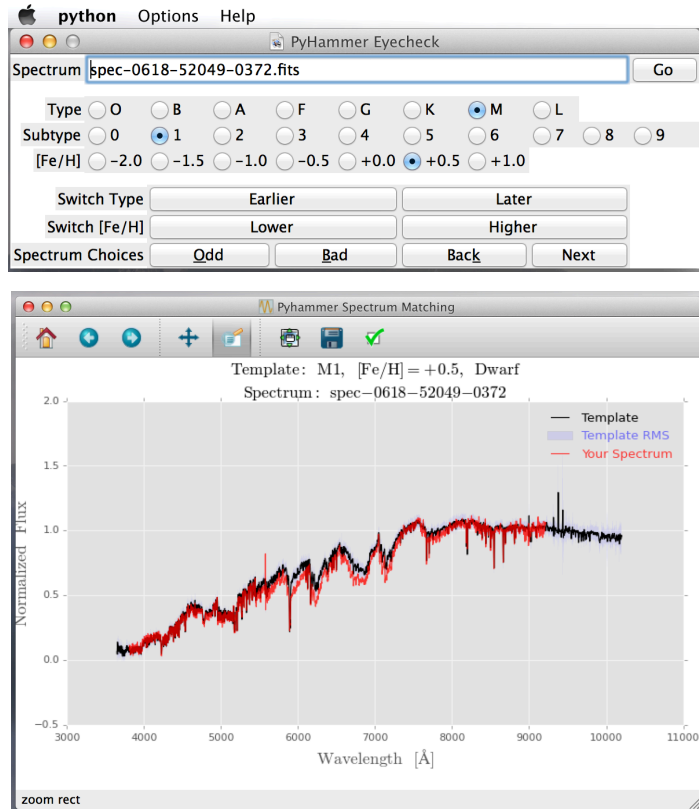 python Options Help
PyHammer Eyecheck
Spectrum spec-0618-52049-0372.fits Go
Type O B A F G K M L
Subtype 0 1 2 3 4 5 6 7 8 9
[Fe/H] −2.0 −1.5 −1.0 −0.5 +0.0 +0.5 +1.0
Switch Type Earlier Later
Switch [Fe/H] Lower Higher
Spectrum Choices Odd Bad Back Next
Pyhammer Spectrum Matching
Template: M1, [Fe/H] = +0.5, Dwarf
Spectrum: spec−0618−52049−0372
Template
Template RMS
Your Spectrum
2.0
1.5
1.0
0.5
0.0
−0.5
Normalized Flux
3000 4000 5000 6000 7000 8000 9000 10000 11000
Wavelength [Å]
zoom rect